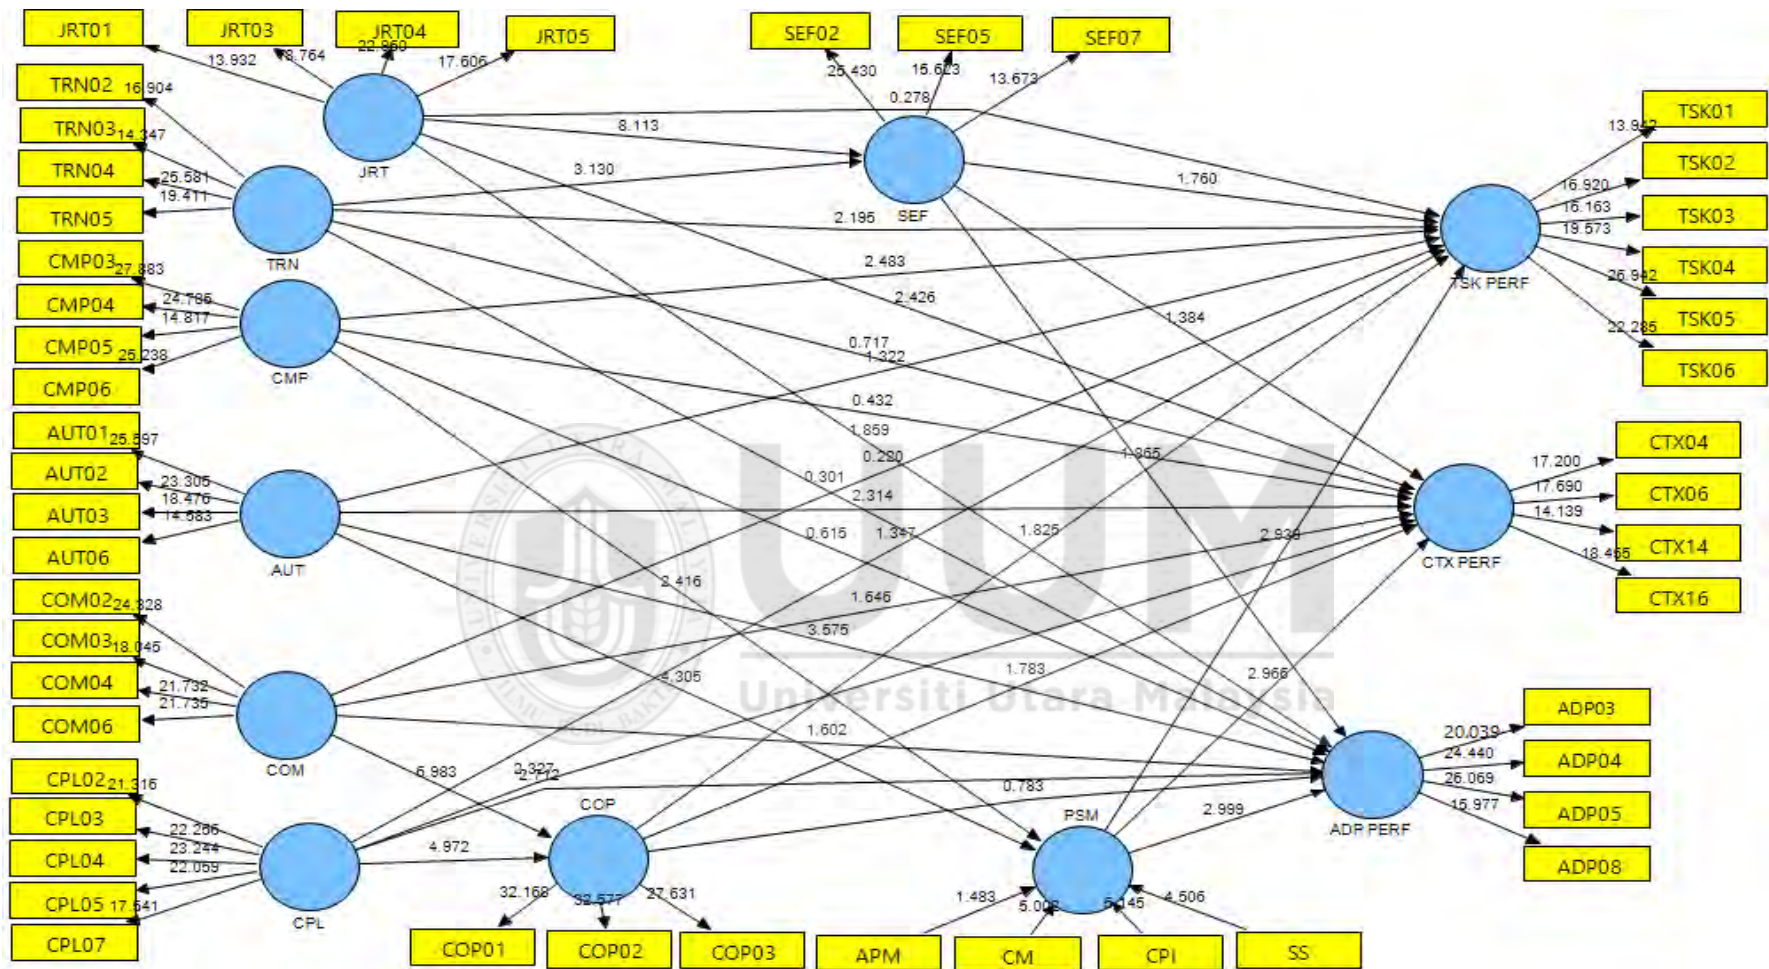 JRT01
JRT03
JRT04
JRT05
SEF02
SEF05
SEF07
13.932
22.860
17.606
25.430
15.623
13.673
TRN02
16.904
TRN03
14.347
TRN04
25.581
TRN05
19.411
JRT
TRN
SEF
0.278
8.113
3.130
1.760
2.195
TSK01
13.942
TSK02
16.920
TSK03
16.163
TSK04
19.573
TSK05
26.942
TSK06
22.285
TSK PERF
CMP03
27.883
CMP04
24.786
CMP05
14.817
CMP06
25.238
CMP
2.483
2.426
1.384
0.717
1.322
0.432
1.859
0.220
0.301
1.365
2.314
0.615
1.347
1.825
2.939
AUT01
25.597
AUT02
23.305
AUT03
18.476
AUT06
14.583
AUT
CTX04
17.200
CTX06
17.690
CTX14
14.139
CTX16
18.455
CTX PERF
2.416
1.646
3.575
4.305
1.783
2.966
UUM
Universiti Utara Malaysia
COM02
24.328
COM03
18.045
COM04
21.732
COM06
21.735
COM
1.602
6.983
2.327
2.712
0.783
2.999
ADP03
20.039
ADP04
24.440
ADP05
26.069
ADP08
15.977
ADP PERF
CPL02
21.316
CPL03
22.256
CPL04
23.244
CPL05
22.059
CPL07
17.541
CPL
4.972
COP
PSM
32.168
32.577
27.631
1.483
5.002
5.145
4.506
COP01
COP02
COP03
APM
CM
CPI
SS